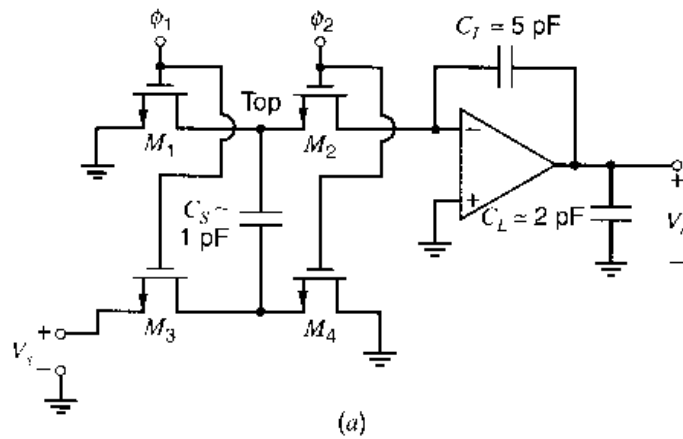 ϕ₁
ϕ₂
C_I ≃ 5 pF
Top
M₁
M₂
−
+
C_S ~
1 pF
C_L ≃ 2 pF
+
−
M₃
M₄
+
−
(a)